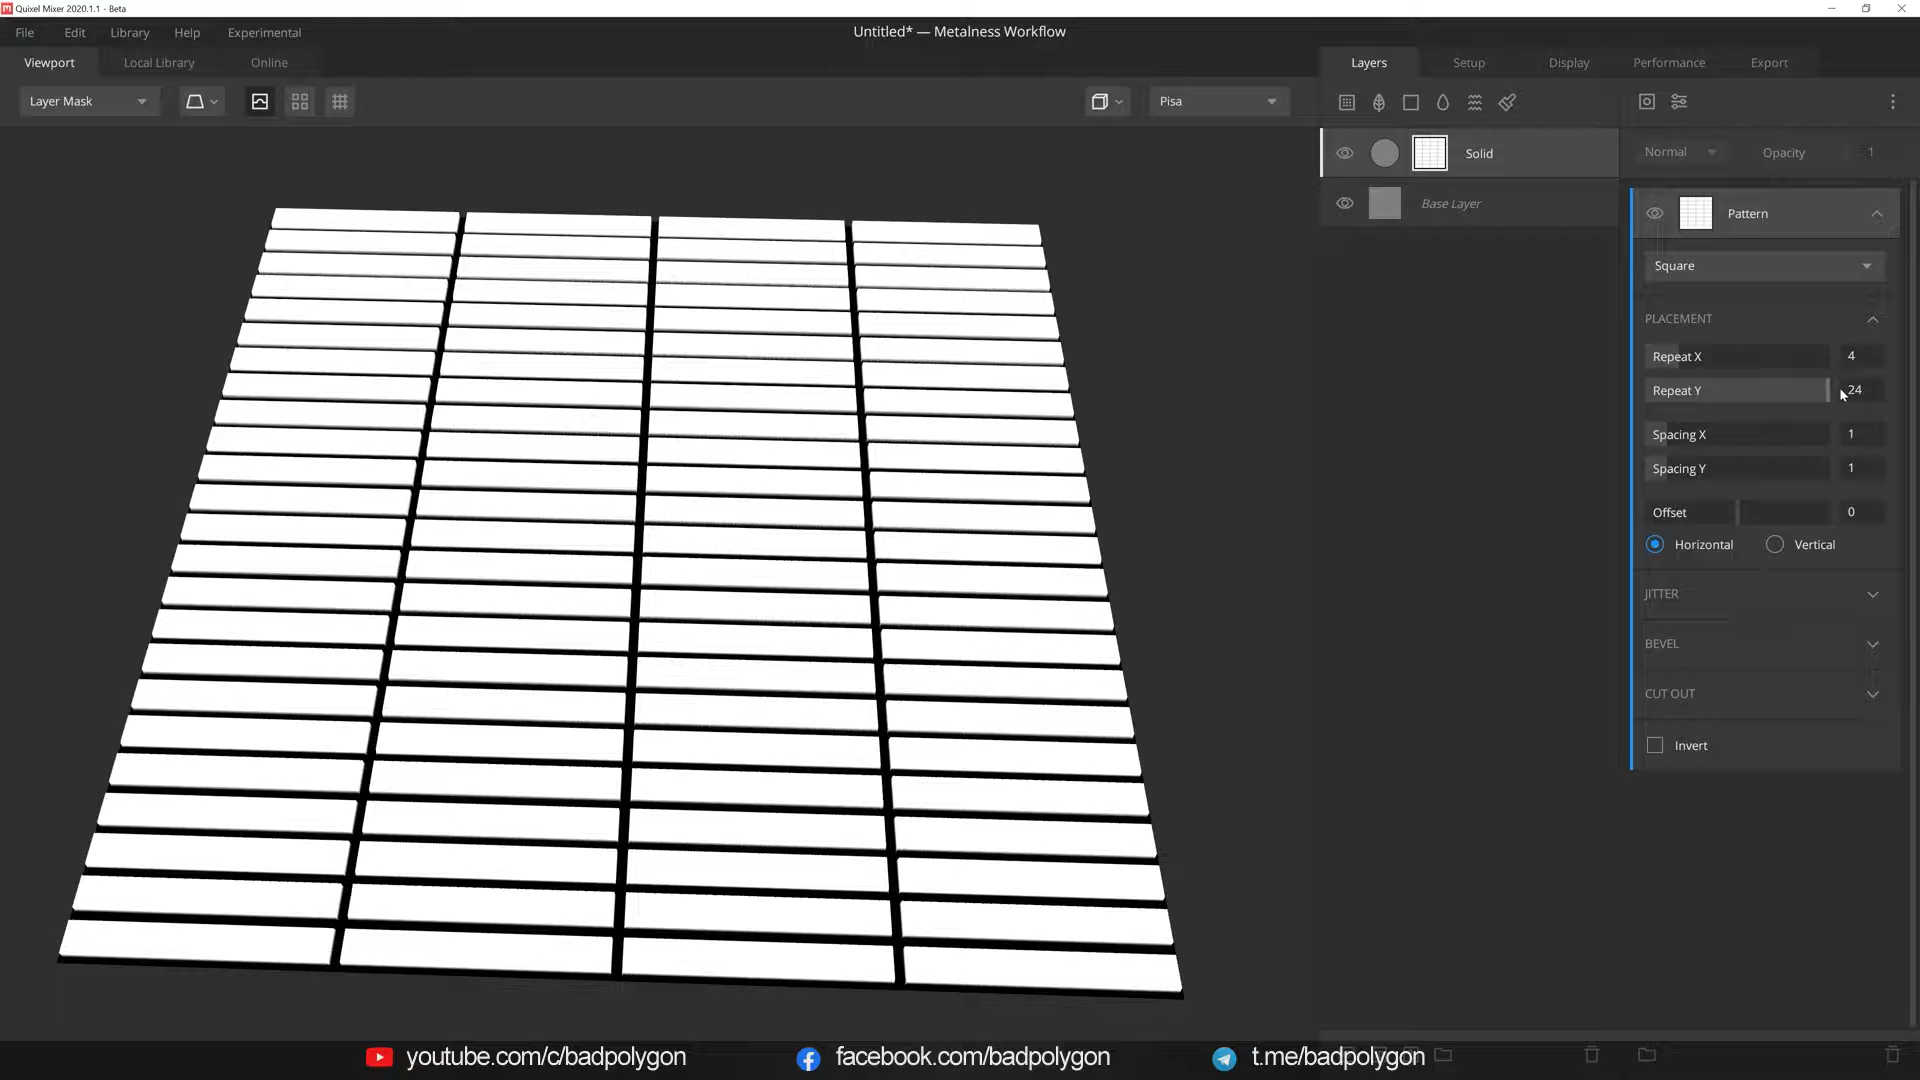 Quixel Mixer 2020.1.1 - Beta
File Edit Library Help Experimental
Untitled* — Metalness Workflow
Viewport Local Library Online
Layers Setup Display Performance Export
Layer Mask
Pisa
Solid
Normal Opacity 1
Base Layer
Pattern
Square
PLACEMENT
Repeat X 4
Repeat Y 24
Spacing X 1
Spacing Y 1
Offset 0
Horizontal Vertical
JITTER
BEVEL
CUT OUT
Invert
youtube.com/c/badpolygon facebook.com/badpolygon t.me/badpolygon